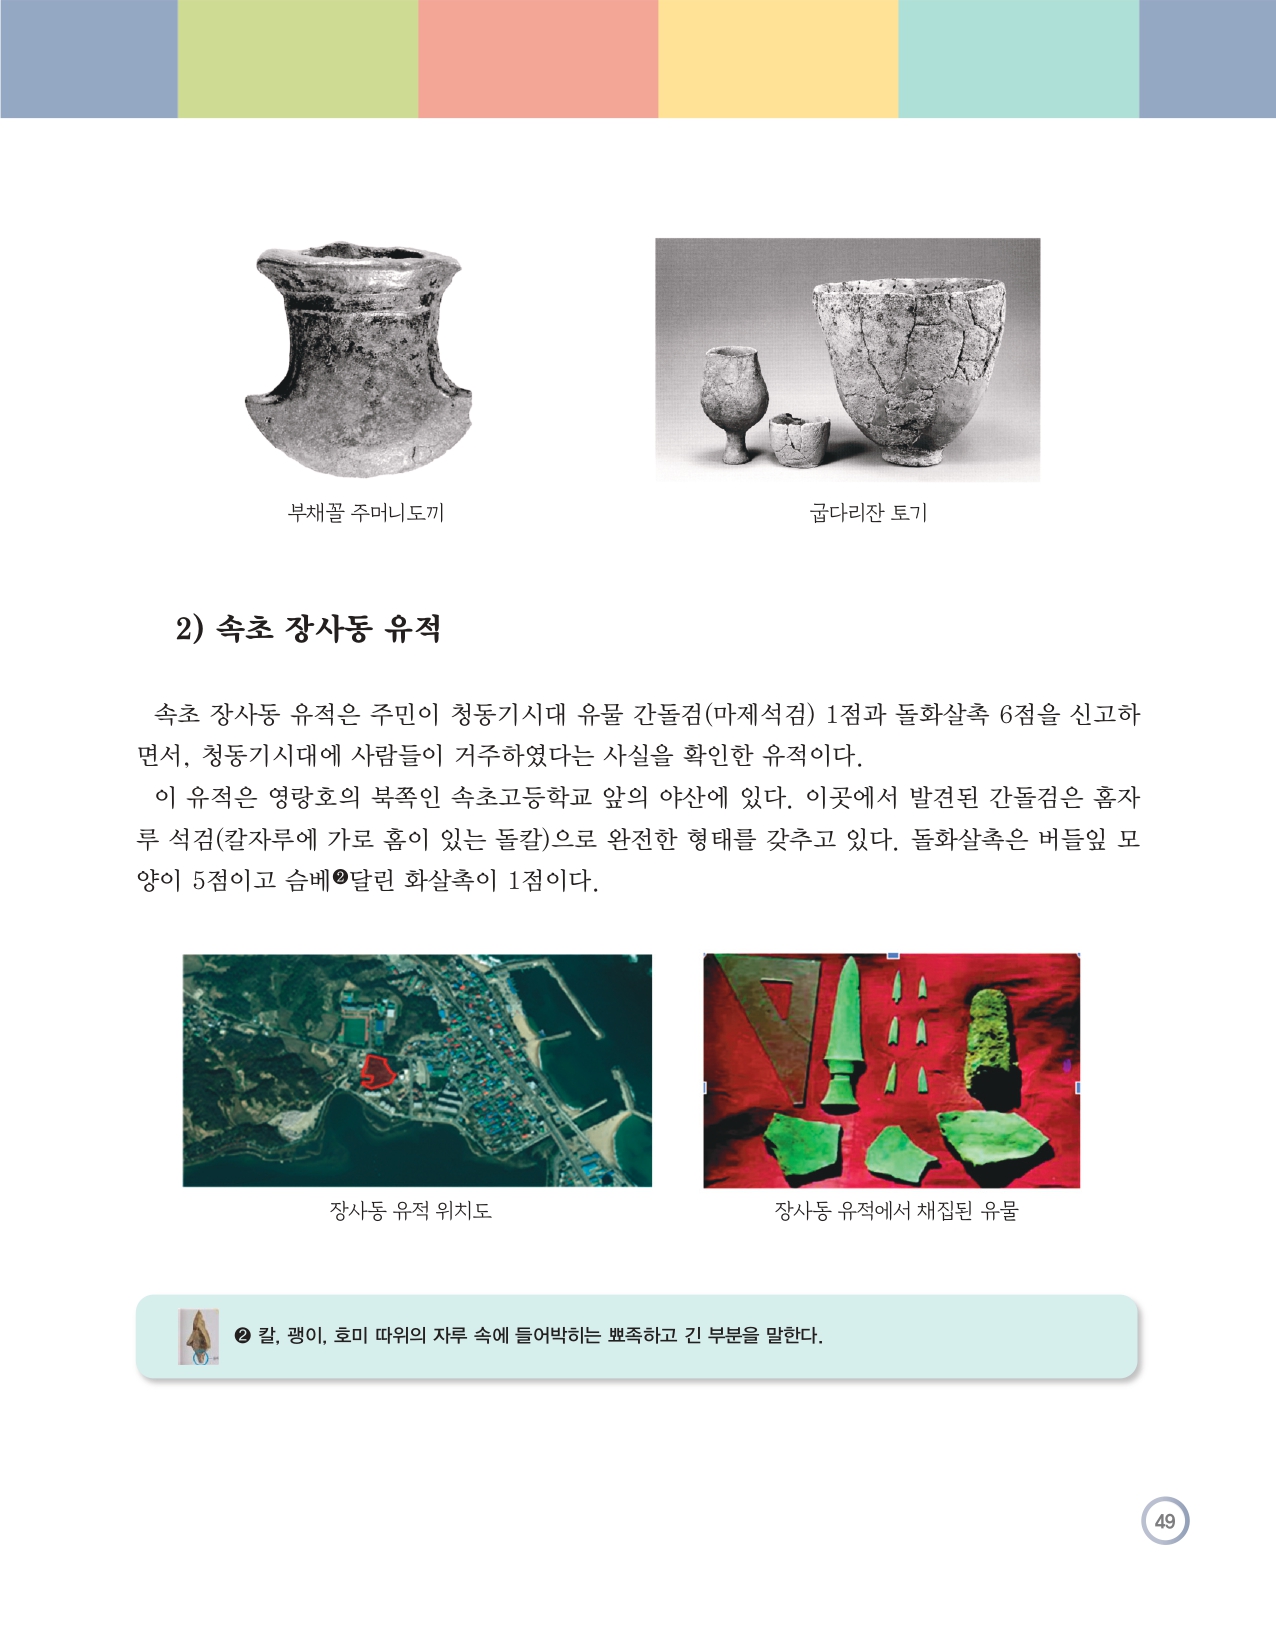 부채꼴 주머니도끼
굽다리잔 토기
2) 속초 장사동 유적
속초 장사동 유적은 주민이 청동기시대 유물 간돌검(마제석검) 1점과 돌화살촉 6점을 신고하
면서, 청동기시대에 사람들이 거주하였다는 사실을 확인한 유적이다.
이 유적은 영랑호의 북쪽인 속초고등학교 앞의 야산에 있다. 이곳에서 발견된 간돌검은 홈자
루 석검(칼자루에 가로 홈이 있는 돌칼)으로 완전한 형태를 갖추고 있다. 돌화살촉은 버들잎 모
양이 5점이고 슴베❷달린 화살촉이 1점이다.
장사동 유적 위치도
장사동 유적에서 채집된 유물
❷ 칼, 괭이, 호미 따위의 자루 속에 들어박히는 뾰족하고 긴 부분을 말한다.
49